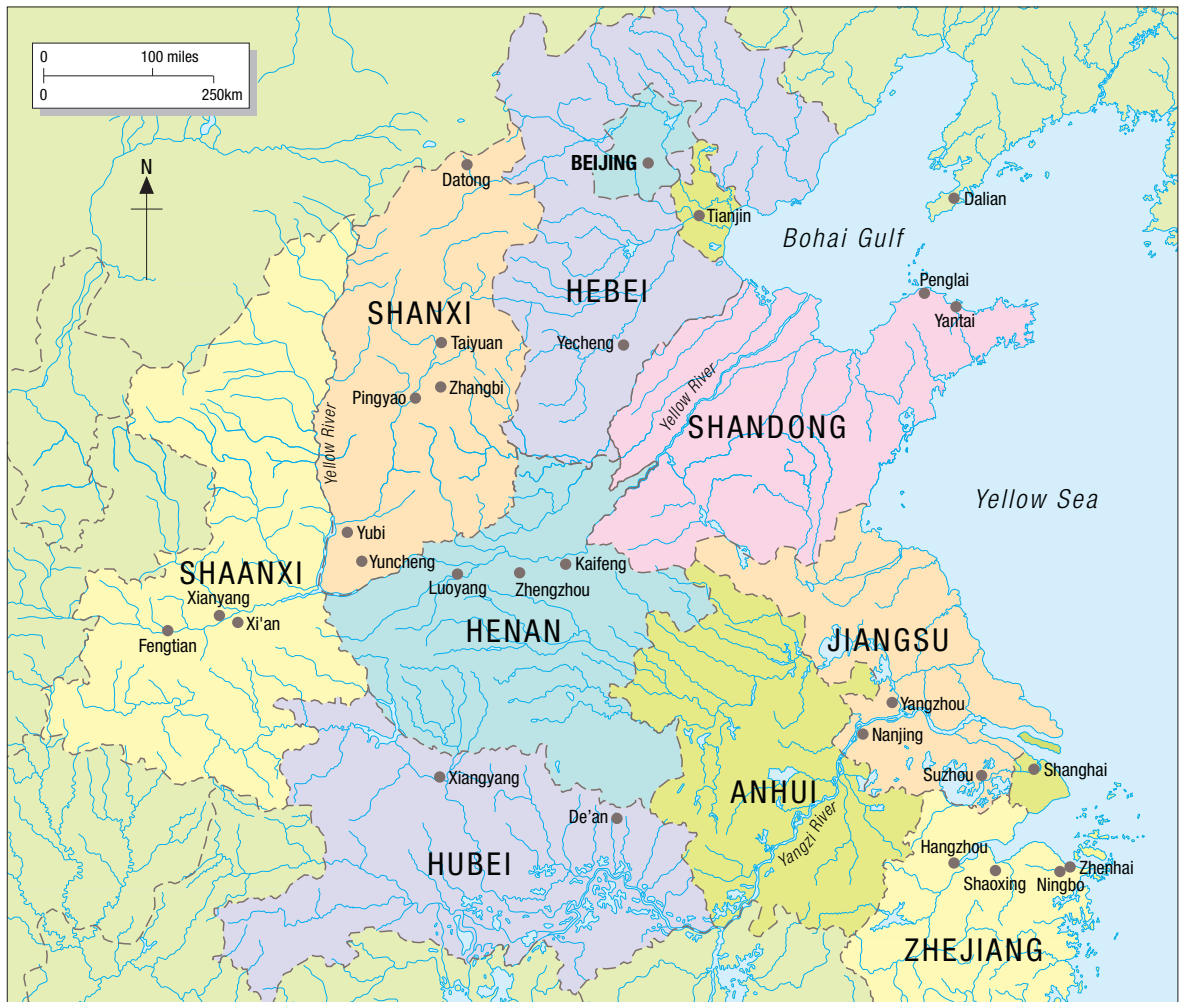 0 100 miles
0 250km
N
BEIJING
Datong
Tianjin
Dalian
Bohai Gulf
Penglai
Yantai
HEBEI
SHANXI
Taiyuan
Yecheng
Zhangbi
Pingyao
Yellow River
SHANDONG
Yellow River
Yellow Sea
Yubi
Yuncheng
Kaifeng
Luoyang
Zhengzhou
SHAANXI
Xianyang
Xi'an
Fengtian
HENAN
JIANGSU
Yangzhou
Nanjing
Xiangyang
Suzhou
Shanghai
ANHUI
De'an
Yangzi River
HUBEI
Hangzhou
Shaoxing
Ningbo
Zhenhai
ZHEJIANG